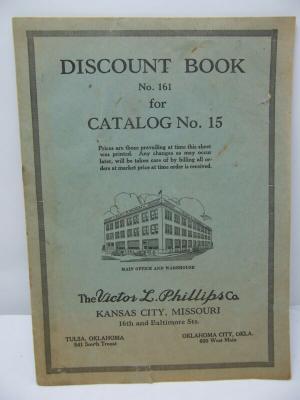 DISCOUNT BOOK
No. 161
for
CATALOG No. 15
Prices are those prevailing at time this sheet
was printed. Any changes as may occur
later, will be taken care of by billing all or-
ders at market price at time order is received.
MAIN OFFICE AND WAREHOUSE
The Victor L. Phillips Co.
KANSAS CITY, MISSOURI
16th and Baltimore Sts.
TULSA, OKLAHOMA
OKLAHOMA CITY, OKLA.
West Main